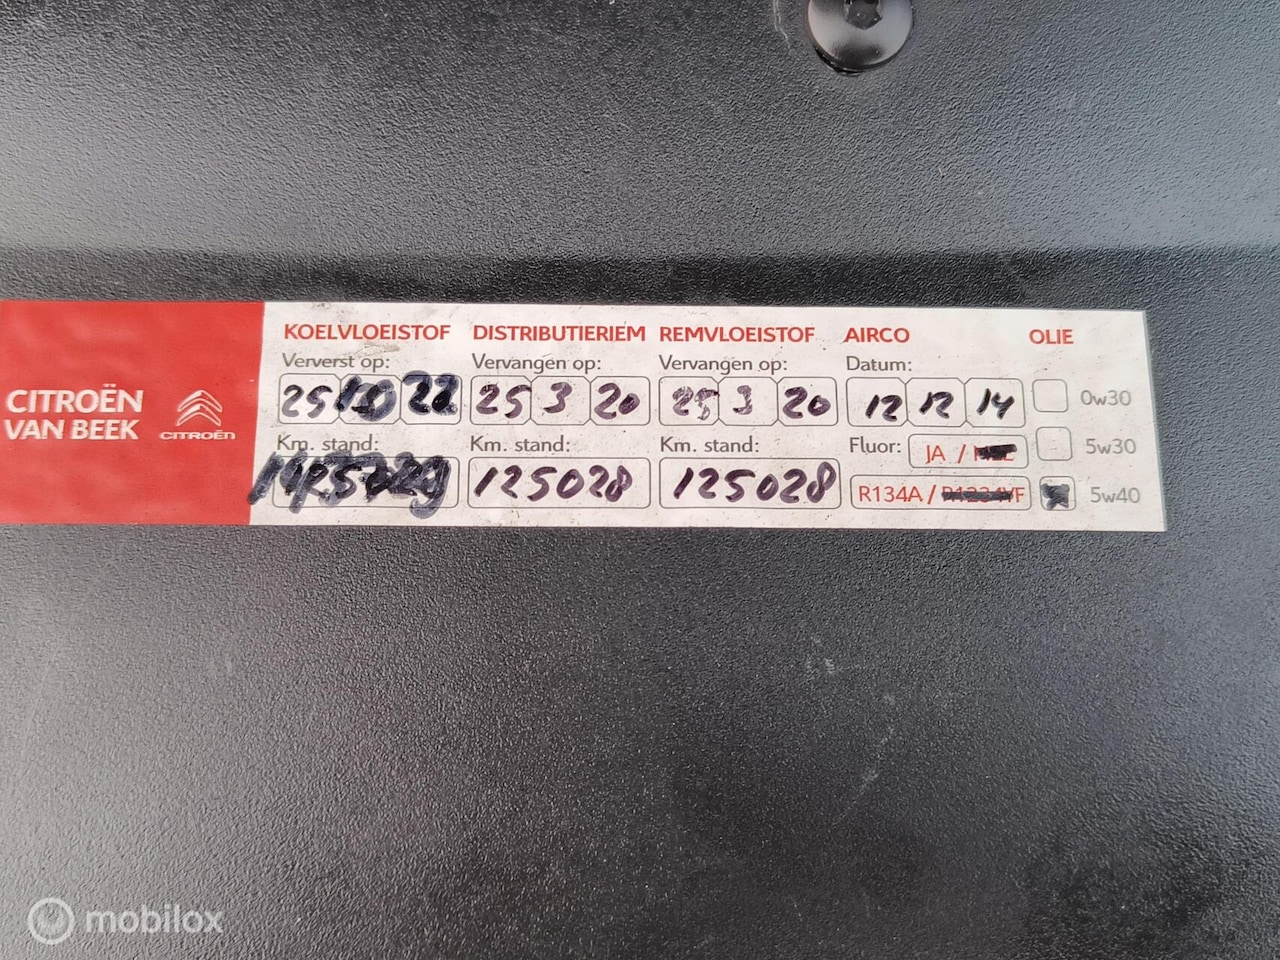 KOELVLOEISTOF DISTRIBUTIERIEM REMVLOEISTOF AIRCO OLIE
Ververst op: Vervangen op: Vervangen op: Datum:
CITROËN 25 22 25 3 20 25 3 20 12 12 14 0w30
VAN BEEK CITROËN Km. stand: Km. stand: Km. stand: Fluor: JA / 5w30
125028 125028 R134A / 5w40
mobilox